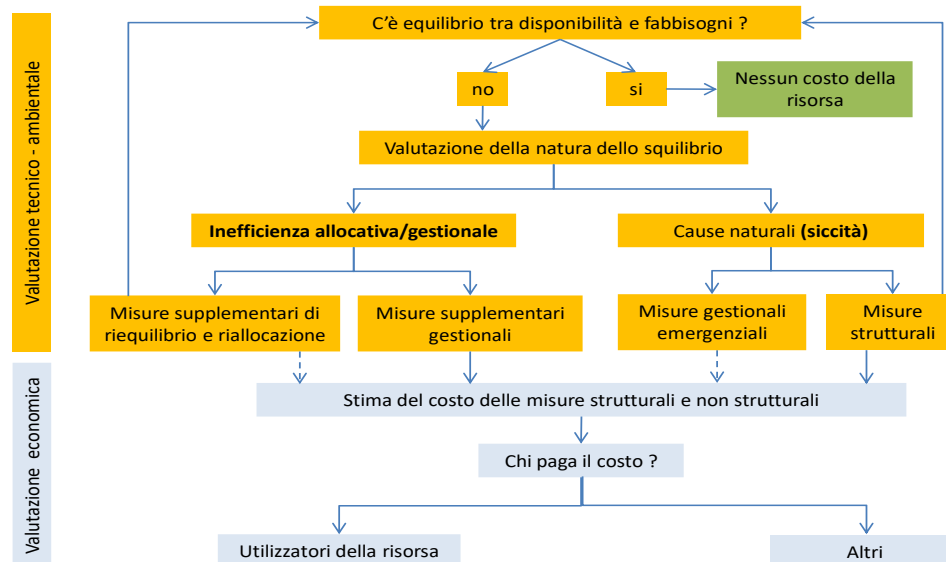 Valutazione tecnico - ambientale
C'è equilibrio tra disponibilità e fabbisogni ?
no
si
Nessun costo della
risorsa
Valutazione della natura dello squilibrio
Inefficienza allocativa/gestionale
Cause naturali (siccità)
Misure supplementari di
riequilibrio e riallocazione
Misure supplementari
gestionali
Misure gestionali
emergenziali
Misure
strutturali
Valutazione economica
Stima del costo delle misure strutturali e non strutturali
Chi paga il costo ?
Utilizzatori della risorsa
Altri